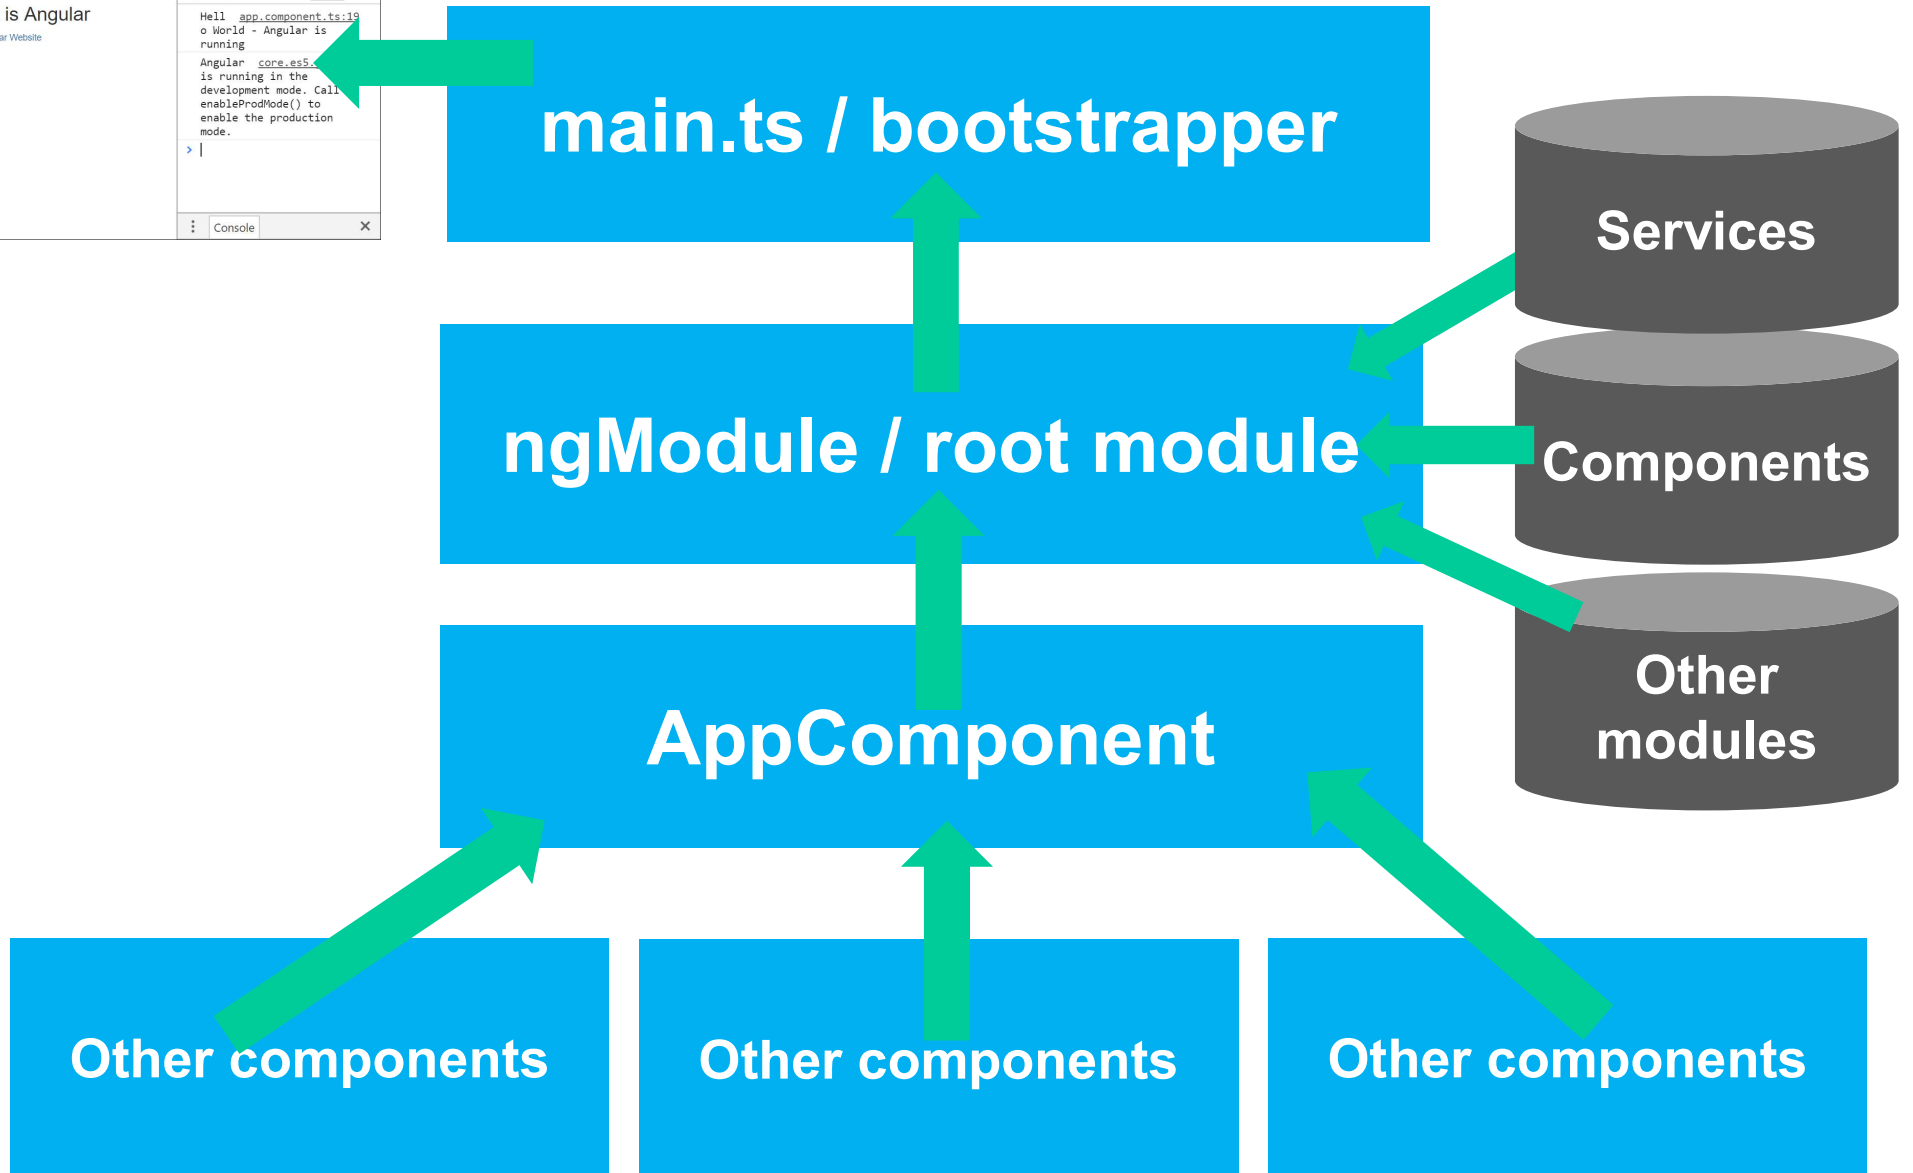 is Angular
ar Website
Hell app.component.ts:19
o World - Angular is
running
Angular core.es5.
is running in the
development mode. Call
enableProdMode() to
enable the production
mode.
>
Console
main.ts / bootstrapper
Services
ngModule / root module
Components
Other
modules
AppComponent
Other components
Other components
Other components